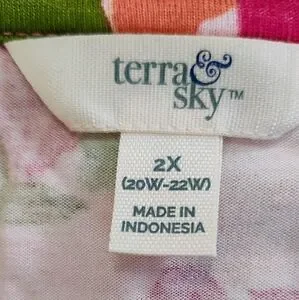 terra &
sky™
2X
(20W-22W)
MADE IN
INDONESIA